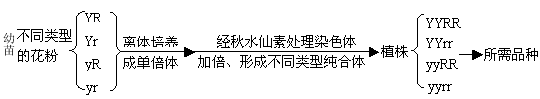 幼苗
不同类型的花粉
YR
Yr
yR
yr
离体培养
成单倍体
经秋水仙素处理染色体
加倍、形成不同类型纯合体
植株
YYRR
YYrr
yyRR
yyrr
所需品种